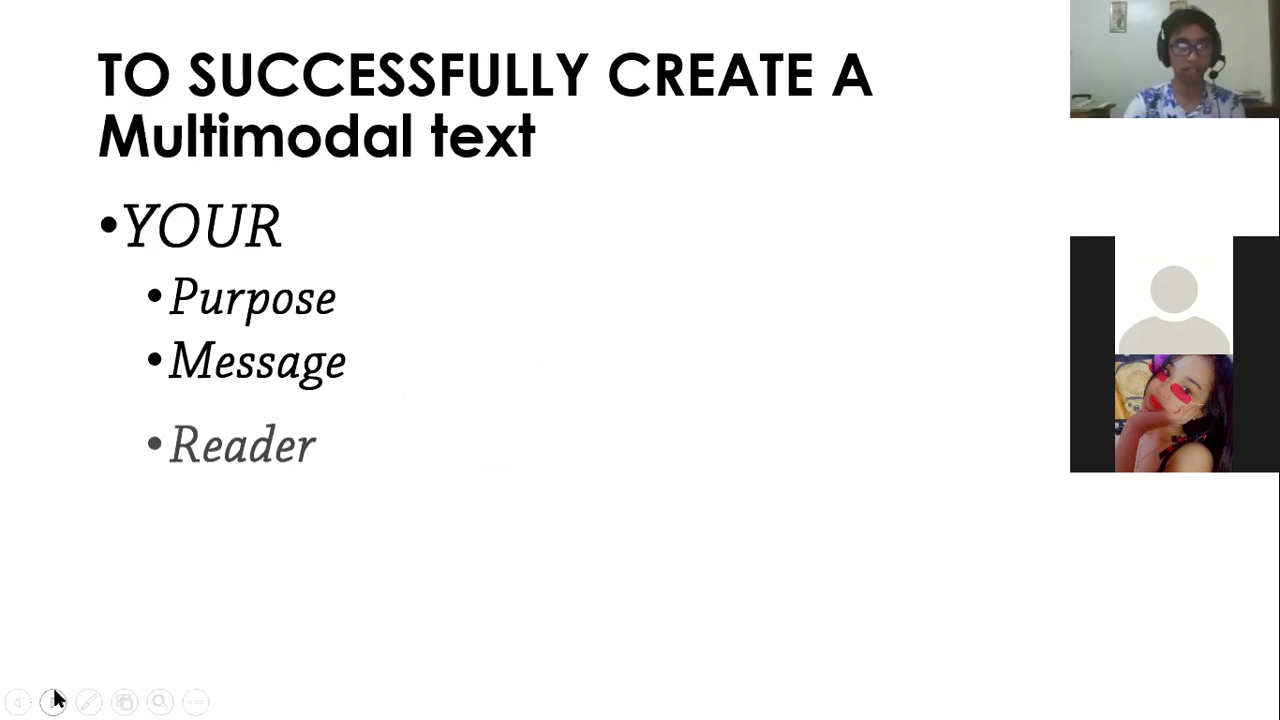 TO SUCCESSFULLY CREATE A
Multimodal text
•YOUR
•Purpose
•Message
•Reader